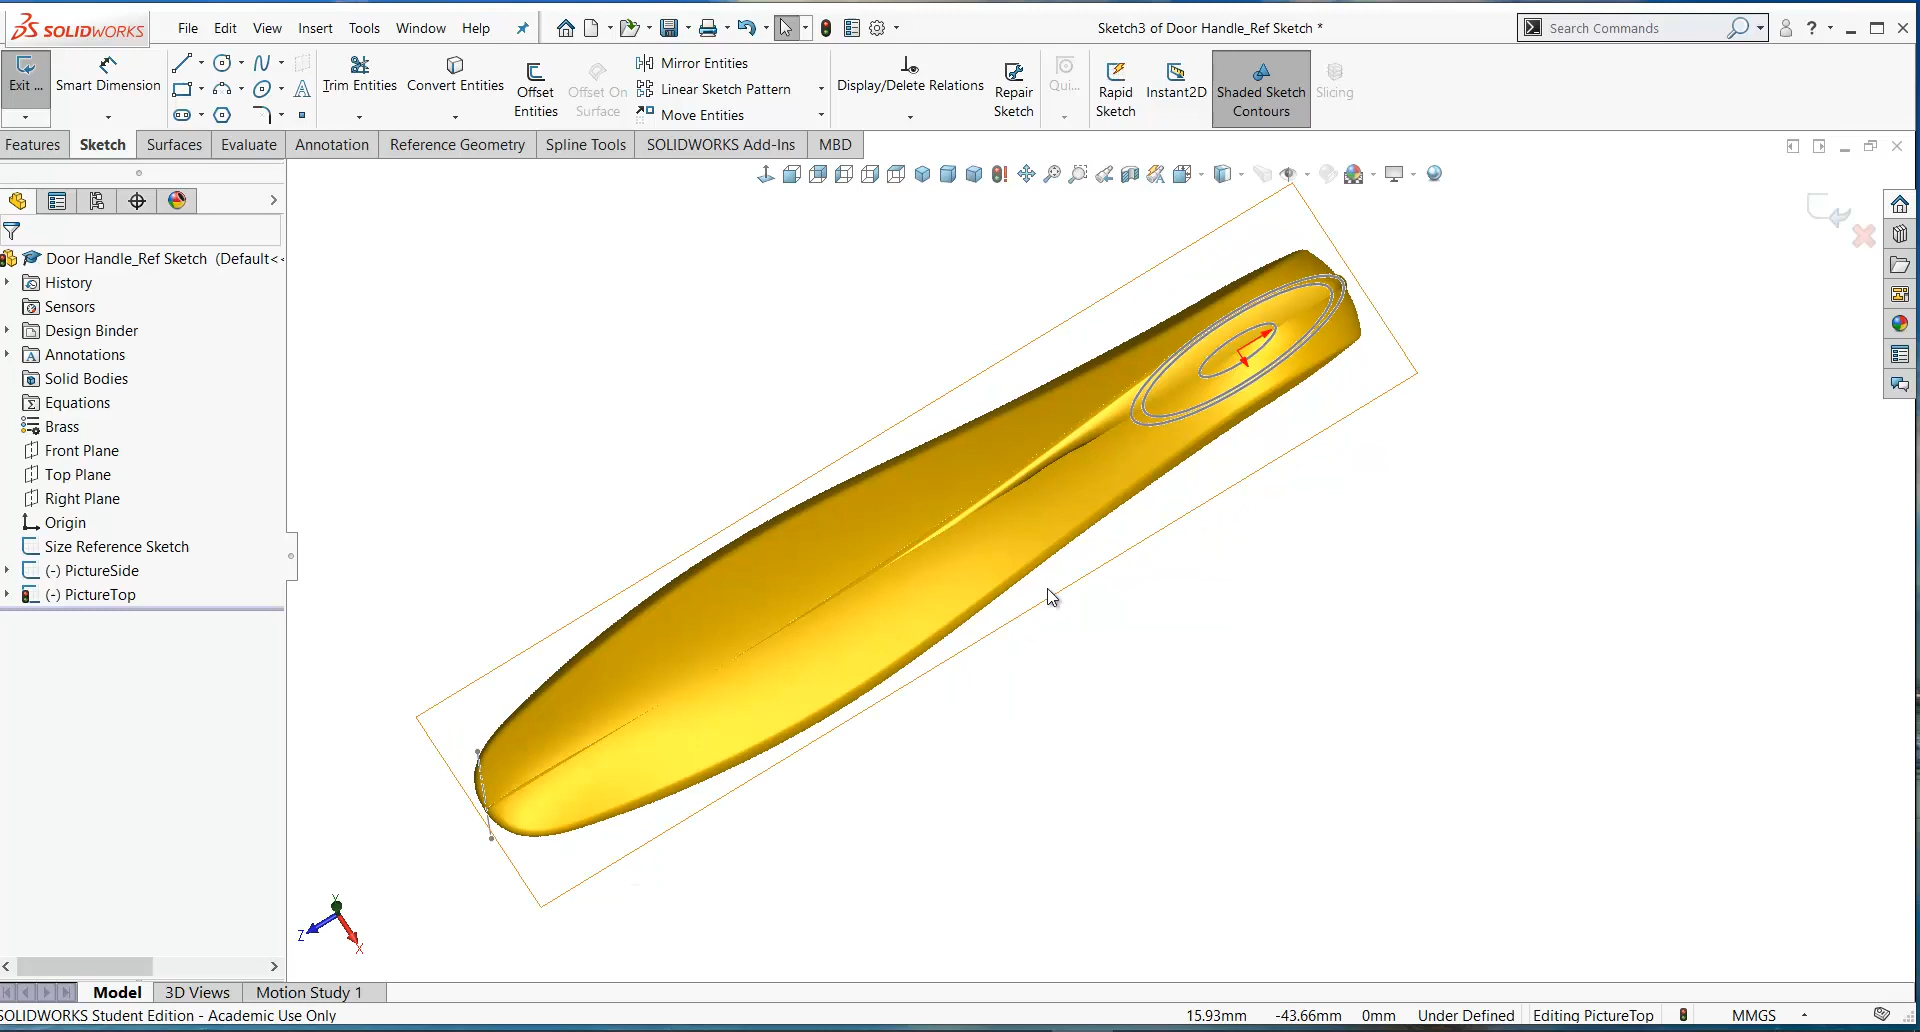 SOLIDWORKS File Edit View Insert Tools Window Help Sketch3 of Door Handle_Ref Sketch * Search Commands ?
Exit ... Smart Dimension Trim Entities Convert Entities Offset Entities Offset On Surface Mirror Entities Linear Sketch Pattern Move Entities Display/Delete Relations Repair Sketch Qui... Rapid Sketch Instant2D Shaded Sketch Contours Slicing
Features Sketch Surfaces Evaluate Annotation Reference Geometry Spline Tools SOLIDWORKS Add-Ins MBD
Door Handle_Ref Sketch (Default<
History
Sensors
Design Binder
Annotations
Solid Bodies
Equations
Brass
Front Plane
Top Plane
Right Plane
Origin
Size Reference Sketch
(-) PictureSide
(-) PictureTop
Y
Z
X
Model 3D Views Motion Study 1
SOLIDWORKS Student Edition - Academic Use Only 15.93mm -43.66mm 0mm Under Defined Editing PictureTop MMGS